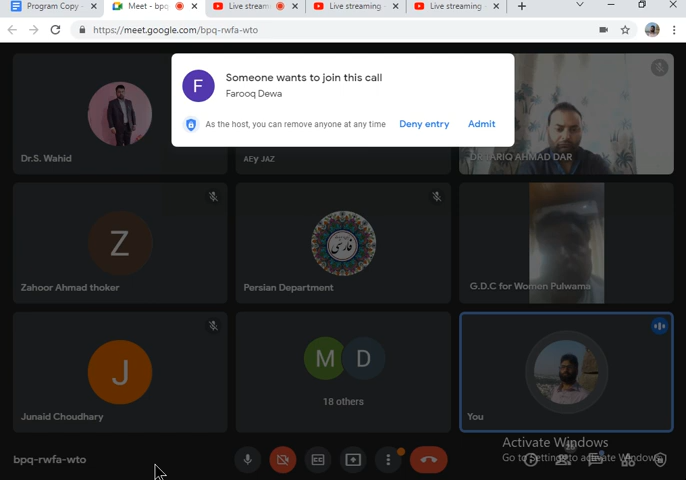 Program Copy -
Meet - bpq
Live stream
Live streaming -
Live streaming -
https://meet.google.com/bpq-rwfa-wto
F
Someone wants to join this call
Farooq Dewa
As the host, you can remove anyone at any time
Deny entry
Admit
Dr.S. Wahid
AEy JAZ
DR TARIQ AHMAD DAR
Z
فارسی
Zahoor Ahmad thoker
Persian Department
G.D.C for Women Pulwama
J
M
D
18 others
Junaid Choudhary
You
Activate Windows
Go to Settings to activate Windows.
bpq-rwfa-wto